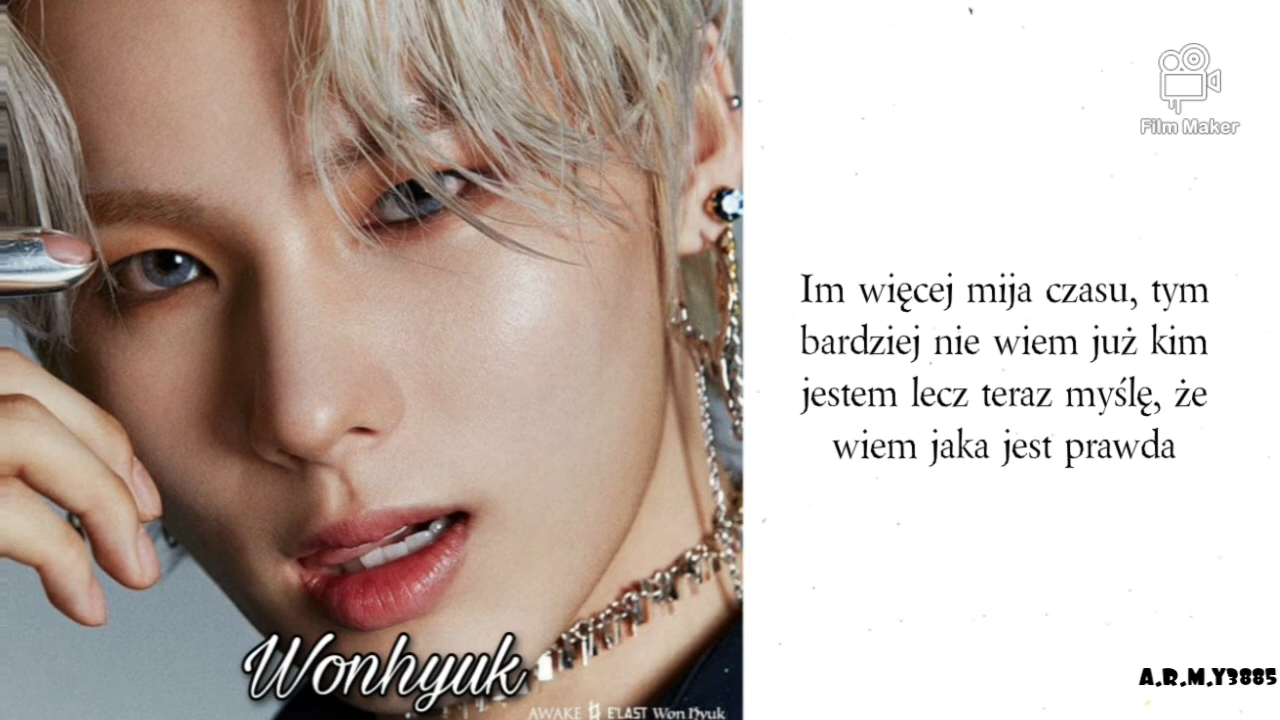 Film Maker
Im więcej mija czasu, tym
bardziej nie wiem już kim
jestem lecz teraz myślę, że
wiem jaka jest prawda
Wonhyuk
AWAKE E'LAST Won Hyuk
A.R.M.Y3885